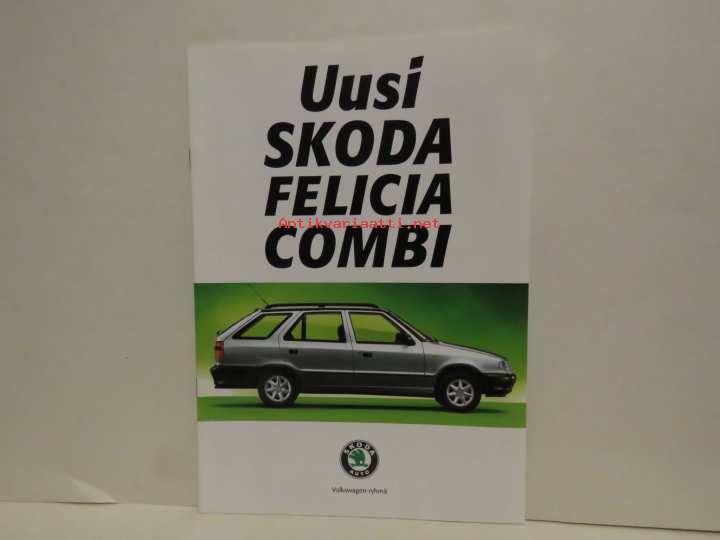 Uusi
SKODA
FELICIA
Antikvariaatti.net
COMBI
SKODA
AUTO
Volkswagen ryhmä